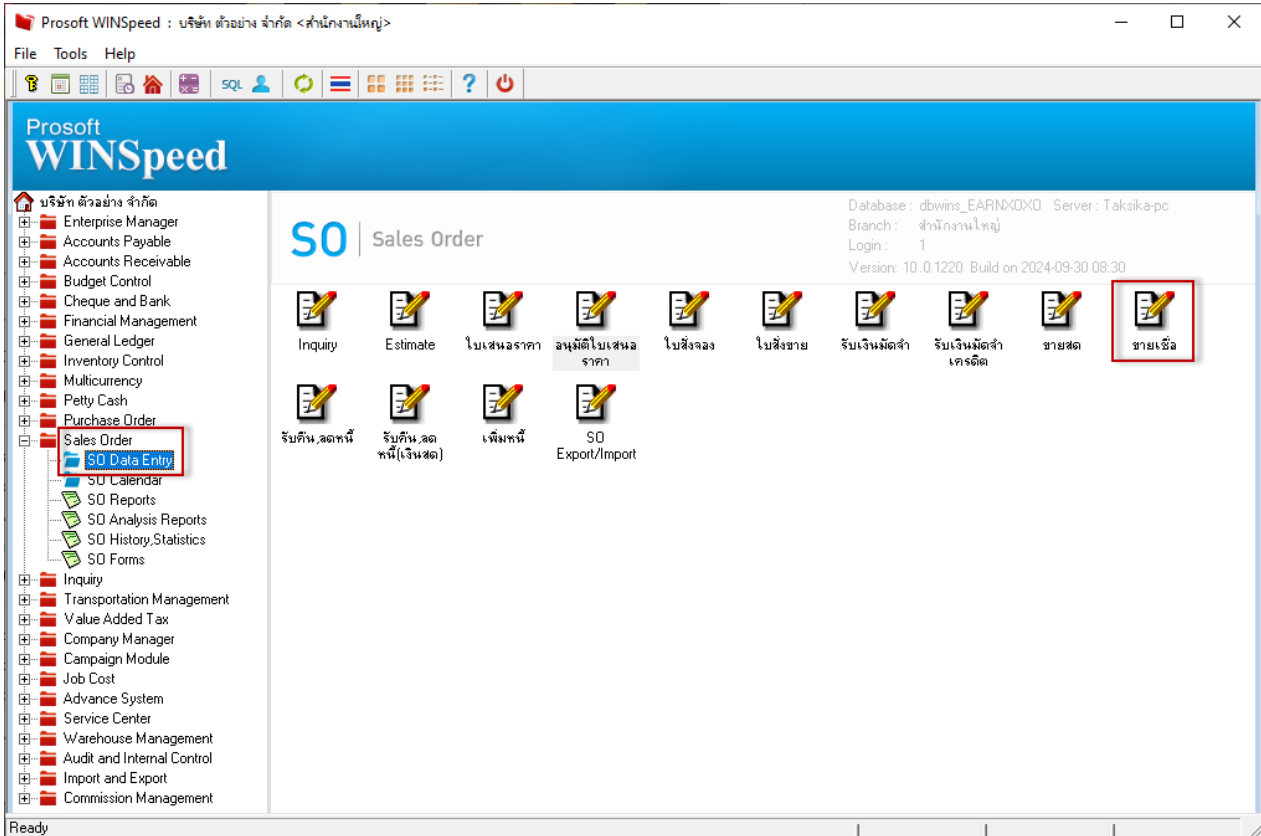 Prosoft WINSpeed : บริษัท ตัวอย่าง จำกัด <สำนักงานใหญ่>
File Tools Help
SQL
Prosoft
WINSpeed
บริษัท ตัวอย่าง จำกัด
Enterprise Manager
Accounts Payable
Accounts Receivable
Budget Control
Cheque and Bank
Financial Management
General Ledger
Inventory Control
Multicurrency
Petty Cash
Purchase Order
Sales Order
SO Data Entry
SO Calendar
SO Reports
SO Analysis Reports
SO History,Statistics
SO Forms
Inquiry
Transportation Management
Value Added Tax
Company Manager
Campaign Module
Job Cost
Advance System
Service Center
Warehouse Management
Audit and Internal Control
Import and Export
Commission Management
SO Sales Order
Database : dbwins_EARNXOXO Server : Taksika-pc
Branch : สำนักงานใหญ่
Login : 1
Version: 10.0.1220 Build on 2024-09-30 08:30
Inquiry
Estimate
ใบเสนอราคา
อนุมัติใบเสนอ
ราคา
ใบสั่งจอง
ใบสั่งขาย
รับเงินมัดจำ
รับเงินมัดจำ
เครดิต
ขายสด
ขายเชื่อ
รับคืน,ลดหนี้
รับคืน,ลด
หนี้(เงินสด)
เพิ่มหนี้
SO
Export/Import
Ready